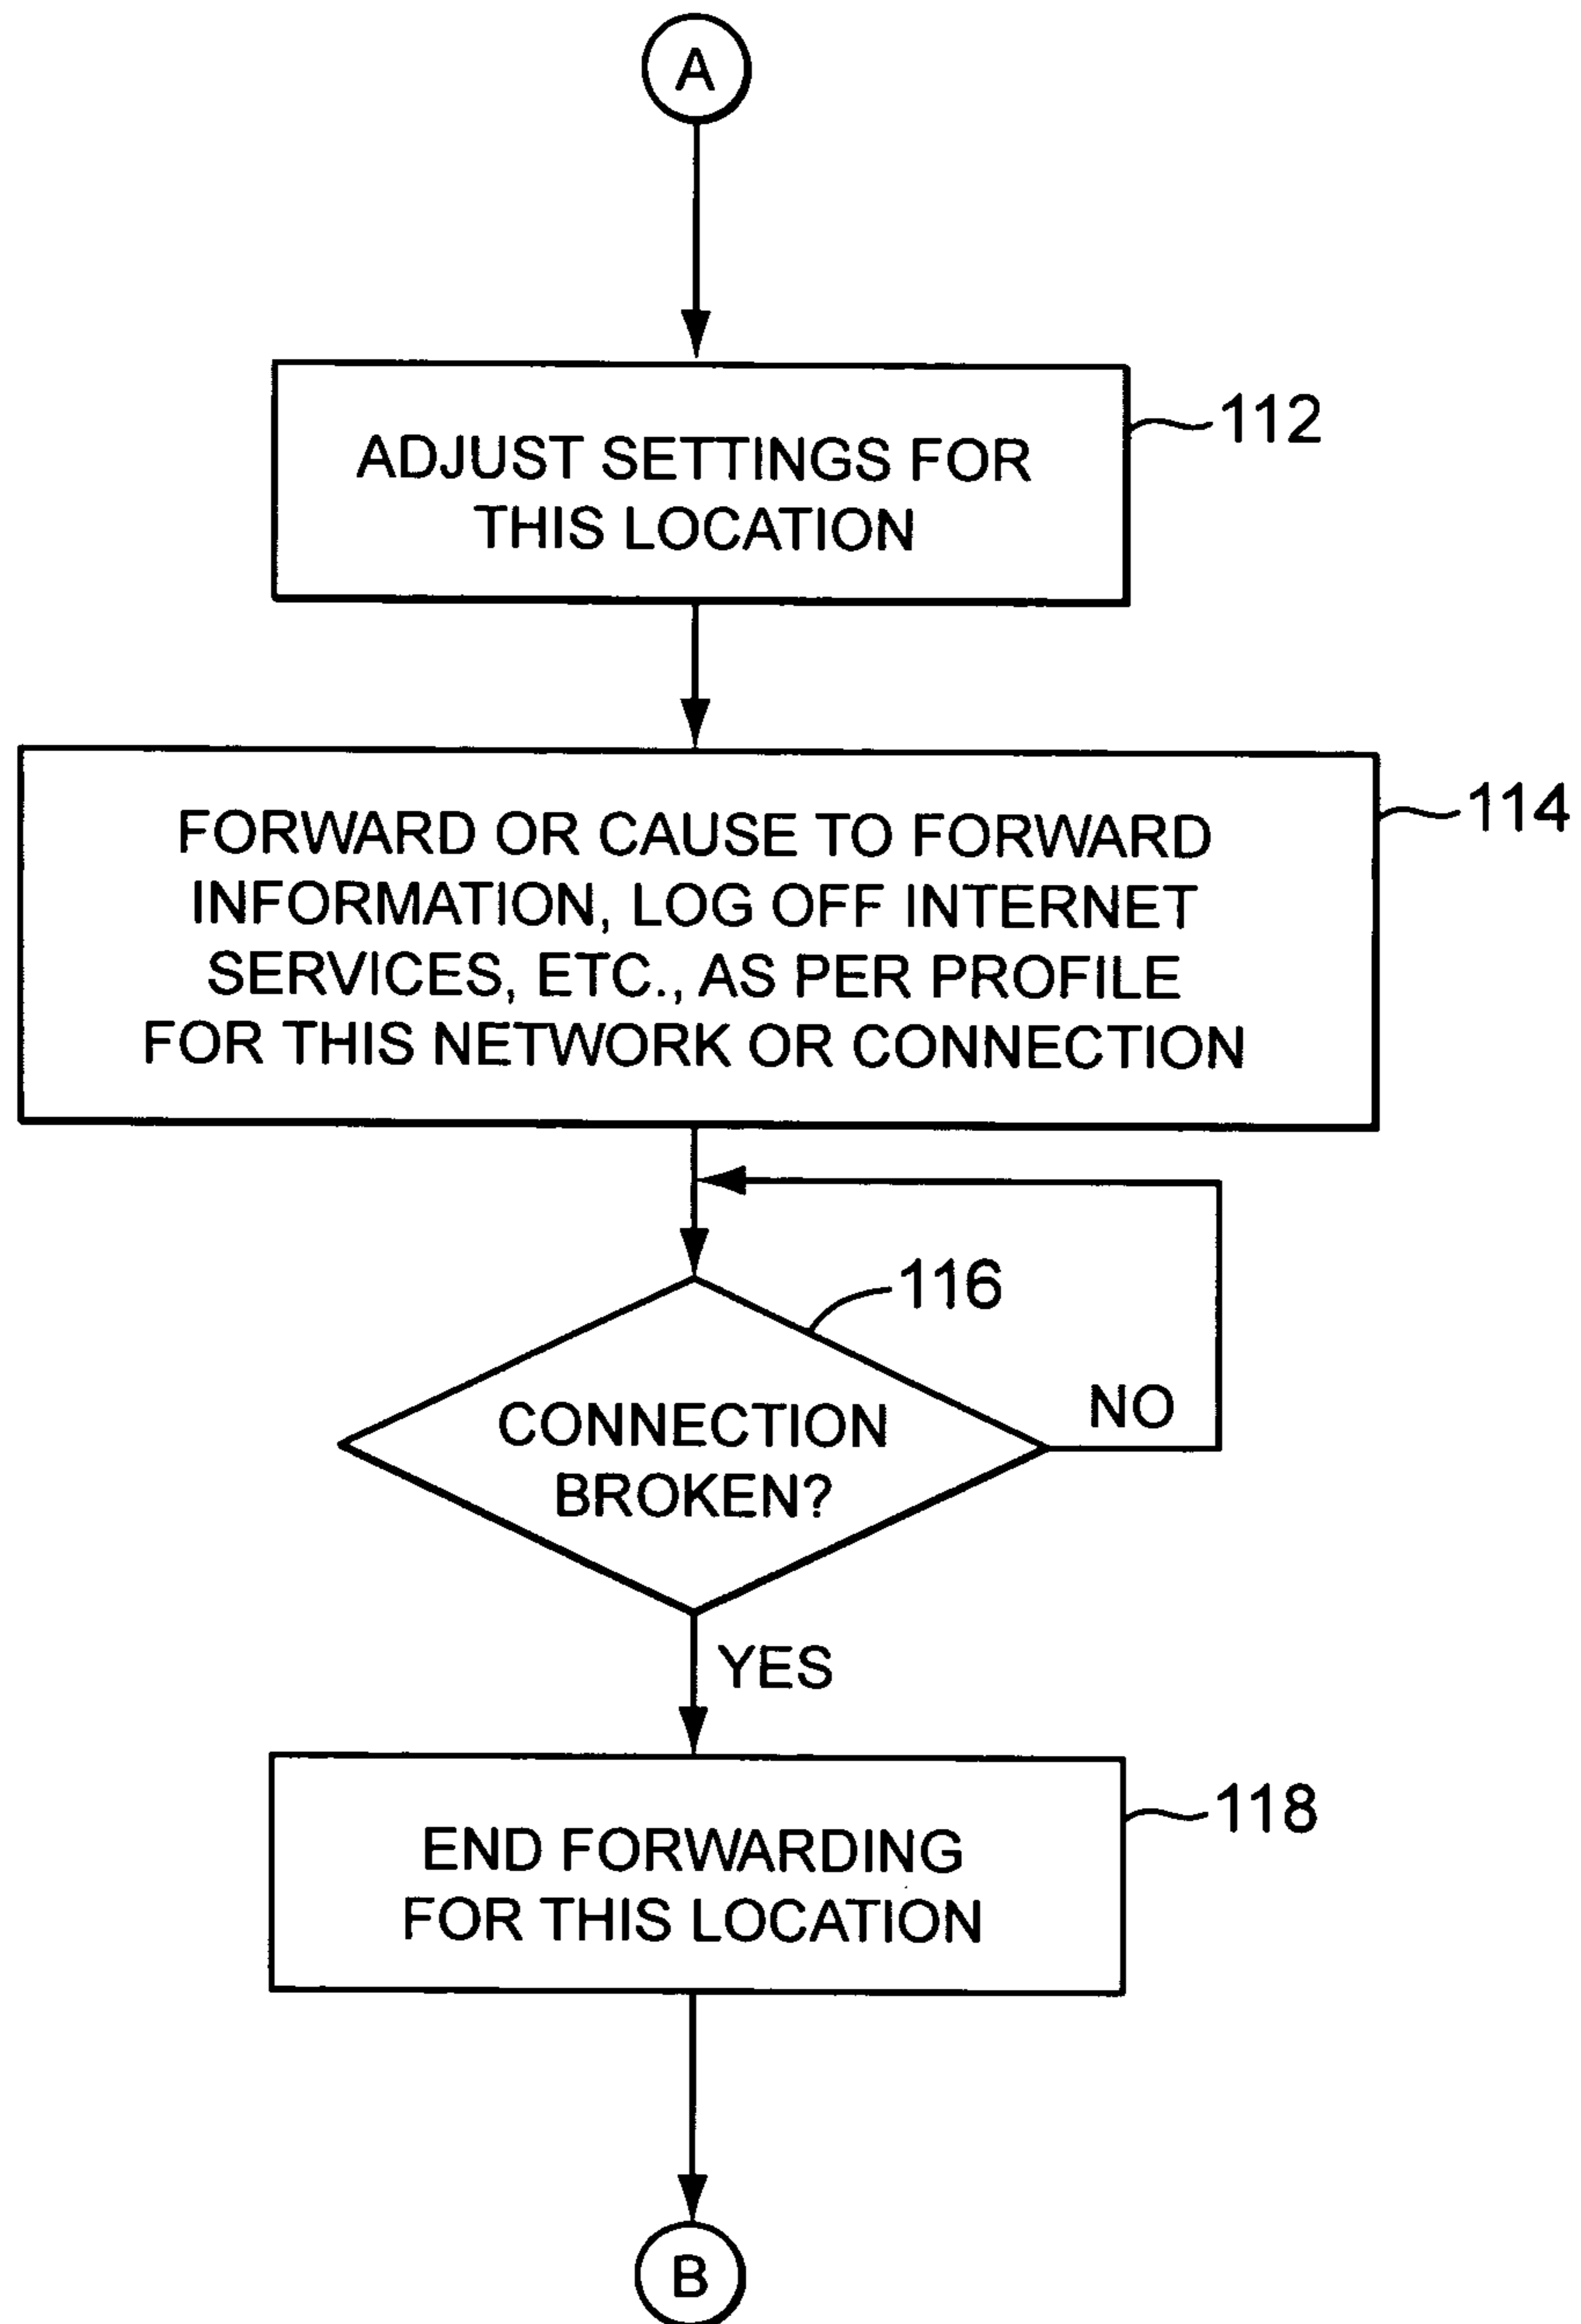 A
ADJUST SETTINGS FOR
THIS LOCATION
112
FORWARD OR CAUSE TO FORWARD
INFORMATION, LOG OFF INTERNET
SERVICES, ETC., AS PER PROFILE
FOR THIS NETWORK OR CONNECTION
114
116
CONNECTION
BROKEN?
NO
YES
END FORWARDING
FOR THIS LOCATION
118
B